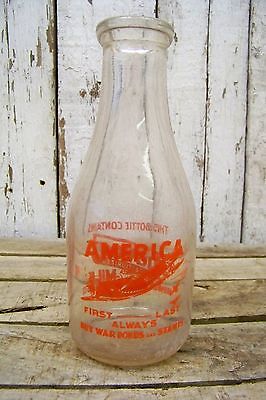 THIS BOTTLE CONTAINS
AMERICA
FIRST LAST
ALWAYS
BUY WAR BONDS AND STAMPS